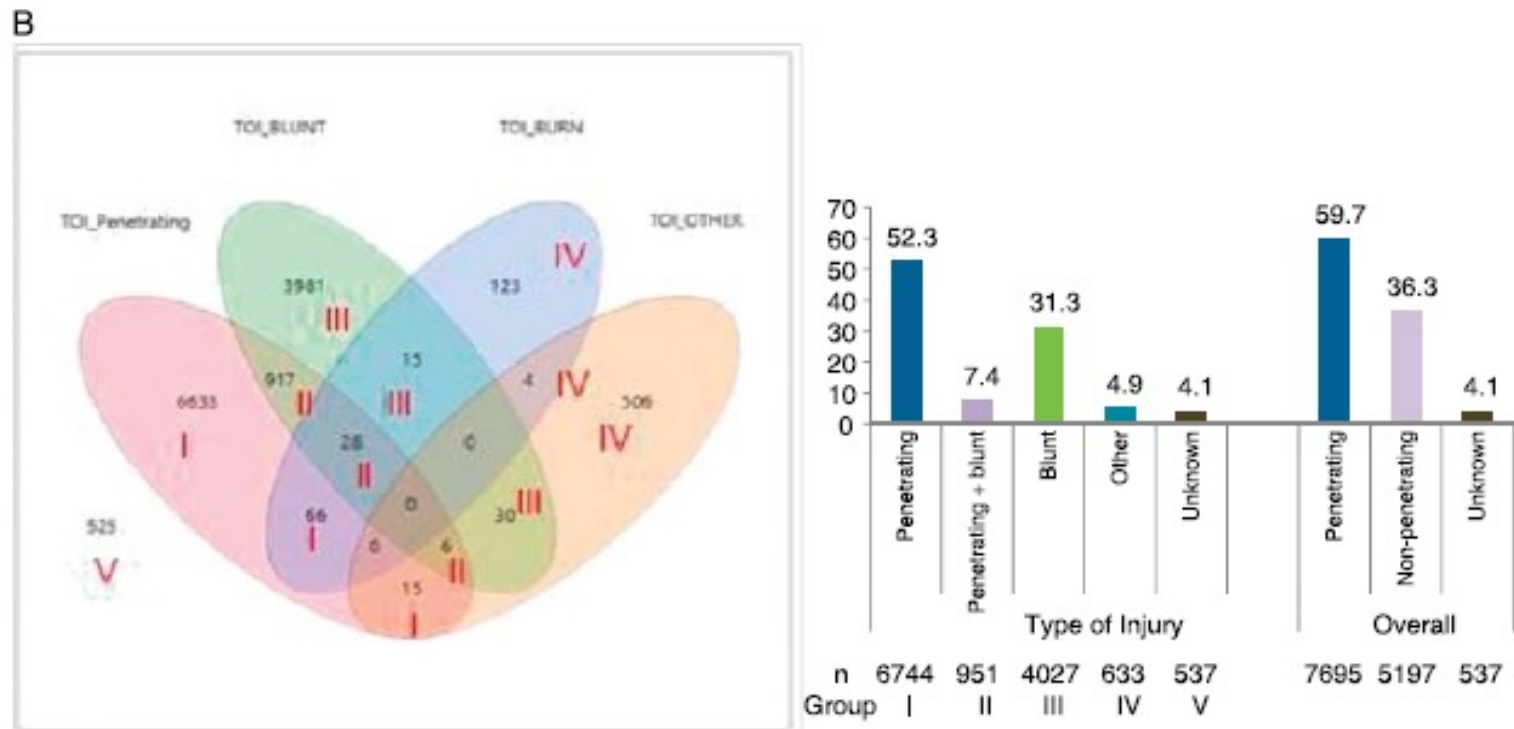 B
TOI_BLUNT TOI_BURN
TOI_Penetrating TOI_OTHER
IV
3981 123
III
15
917 4 IV
6633 II III 506
I 28 0 IV
II
0 III
66 30
525 I 0 6
V II
15
I
70
60
50
40
30
20
10
0
52.3
7.4
31.3
4.9
4.1
59.7
36.3
4.1
Penetrating
Penetrating + blunt
Blunt
Other
Unknown
Penetrating
Non-penetrating
Unknown
Type of Injury Overall
n 6744 951 4027 633 537 7695 5197 537
Group I II III IV V